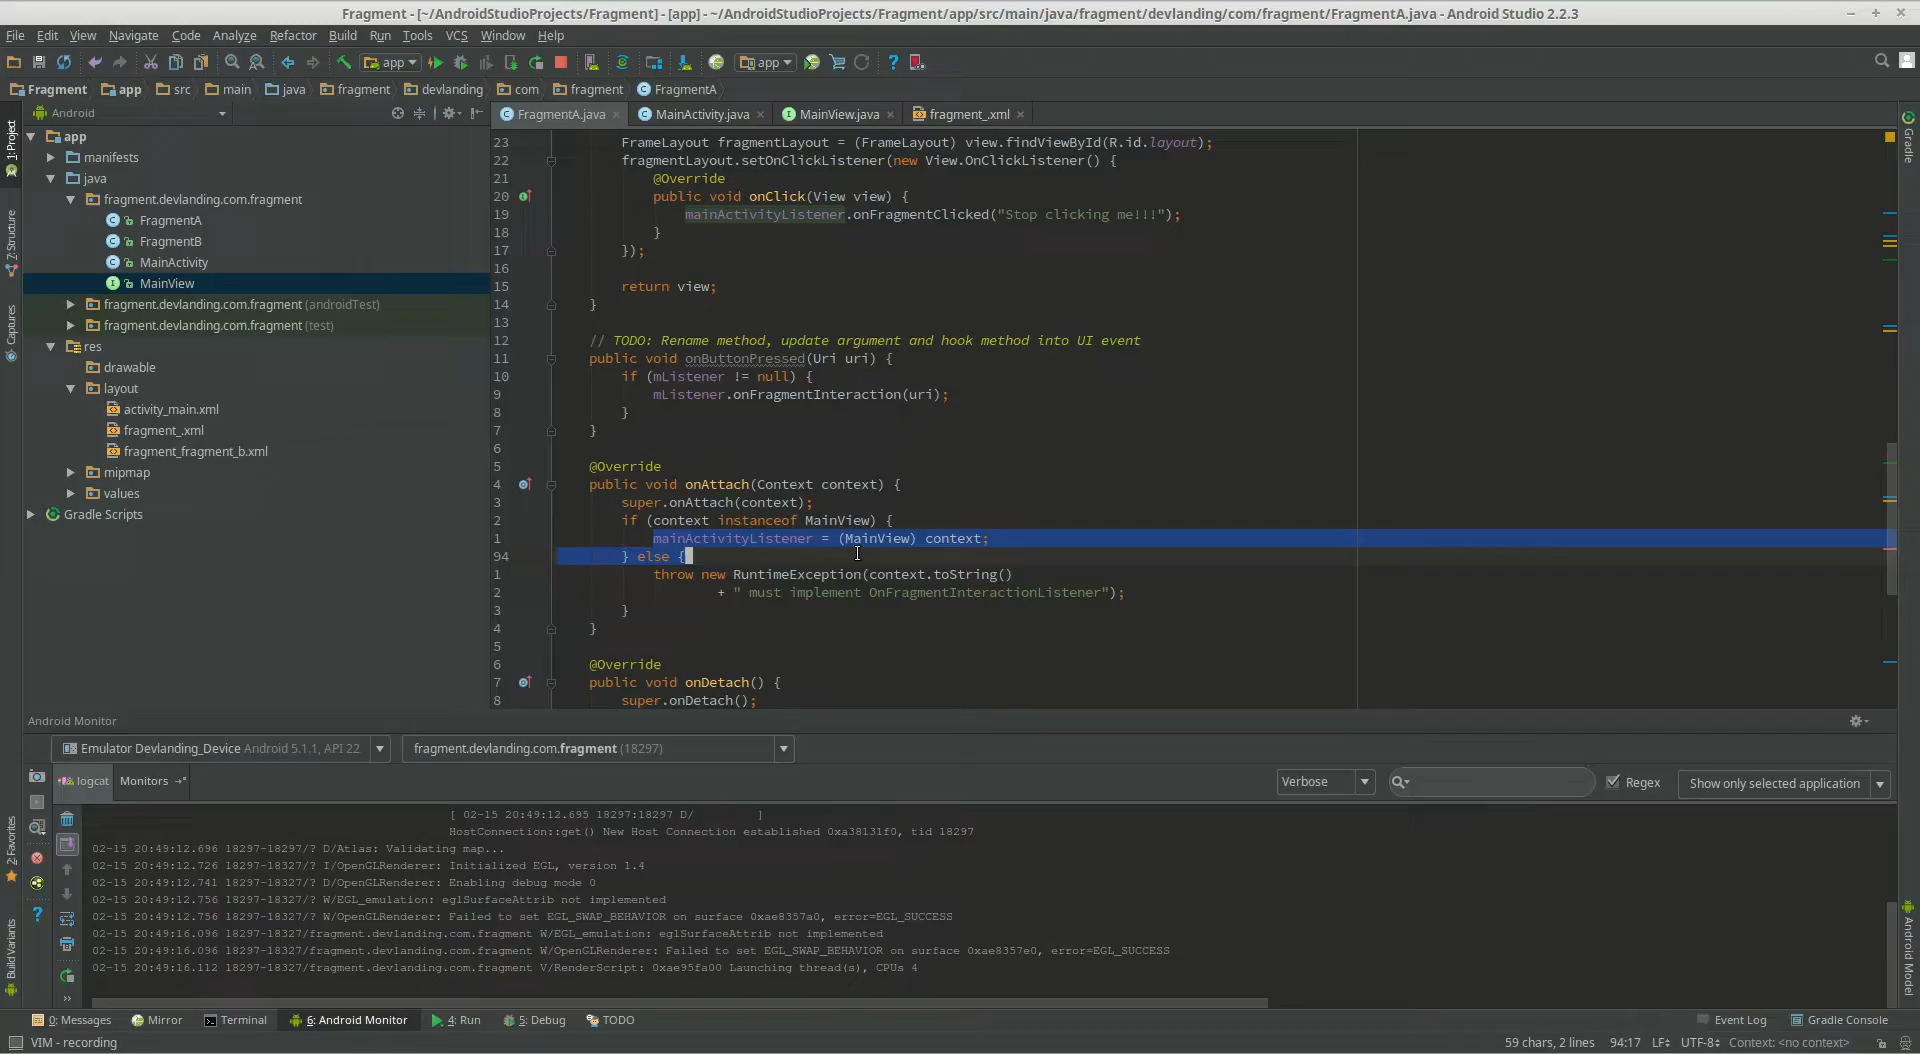 Fragment - [~/AndroidStudioProjects/Fragment] - [app] - ~/AndroidStudioProjects/Fragment/app/src/main/java/fragment/devlanding/com/fragment/FragmentA.java - Android Studio 2.2.3
File Edit View Navigate Code Analyze Refactor Build Run Tools VCS Window Help
app app
Fragment app src main java fragment devlanding com fragment FragmentA
Android
FragmentA.java MainActivity.java MainView.java fragment_.xml
1: Project
7: Structure
Captures
2: Favorites
Build Variants
app
manifests
java
fragment.devlanding.com.fragment
FragmentA
FragmentB
MainActivity
MainView
fragment.devlanding.com.fragment (androidTest)
fragment.devlanding.com.fragment (test)
res
drawable
layout
activity_main.xml
fragment_.xml
fragment_fragment_b.xml
mipmap
values
Gradle Scripts
23 FrameLayout fragmentLayout = (FrameLayout) view.findViewById(R.id.layout);
22 fragmentLayout.setOnClickListener(new View.OnClickListener() {
21 @Override
20 public void onClick(View view) {
19 mainActivityListener.onFragmentClicked("Stop clicking me!!!");
18 }
17 });
16
15 return view;
14 }
13
12 // TODO: Rename method, update argument and hook method into UI event
11 public void onButtonPressed(Uri uri) {
10 if (mListener != null) {
9 mListener.onFragmentInteraction(uri);
8 }
7 }
6
5 @Override
4 public void onAttach(Context context) {
3 super.onAttach(context);
2 if (context instanceof MainView) {
1 mainActivityListener = (MainView) context;
94 } else {
1 throw new RuntimeException(context.toString()
2 + " must implement OnFragmentInteractionListener");
3 }
4 }
5
6 @Override
7 public void onDetach() {
8 super.onDetach();
Gradle
Android Model
Android Monitor
Emulator Devlanding_Device Android 5.1.1, API 22 fragment.devlanding.com.fragment (18297)
logcat Monitors Verbose Regex Show only selected application
[ 02-15 20:49:12.695 18297:18297 D/ ]
HostConnection::get() New Host Connection established 0xa38131f0, tid 18297
02-15 20:49:12.696 18297-18297/? D/Atlas: Validating map...
02-15 20:49:12.726 18297-18327/? I/OpenGLRenderer: Initialized EGL, version 1.4
02-15 20:49:12.741 18297-18327/? D/OpenGLRenderer: Enabling debug mode 0
02-15 20:49:12.756 18297-18327/? W/EGL_emulation: eglSurfaceAttrib not implemented
02-15 20:49:12.756 18297-18327/? W/OpenGLRenderer: Failed to set EGL_SWAP_BEHAVIOR on surface 0xae8357a0, error=EGL_SUCCESS
02-15 20:49:16.096 18297-18327/fragment.devlanding.com.fragment W/EGL_emulation: eglSurfaceAttrib not implemented
02-15 20:49:16.096 18297-18327/fragment.devlanding.com.fragment W/OpenGLRenderer: Failed to set EGL_SWAP_BEHAVIOR on surface 0xae8357e0, error=EGL_SUCCESS
02-15 20:49:16.112 18297-18327/fragment.devlanding.com.fragment V/RenderScript: 0xae95fa00 Launching thread(s), CPUs 4
0: Messages Mirror Terminal 6: Android Monitor 4: Run 5: Debug TODO Event Log Gradle Console
VIM - recording 59 chars, 2 lines 94:17 LF UTF-8 Context: <no context>